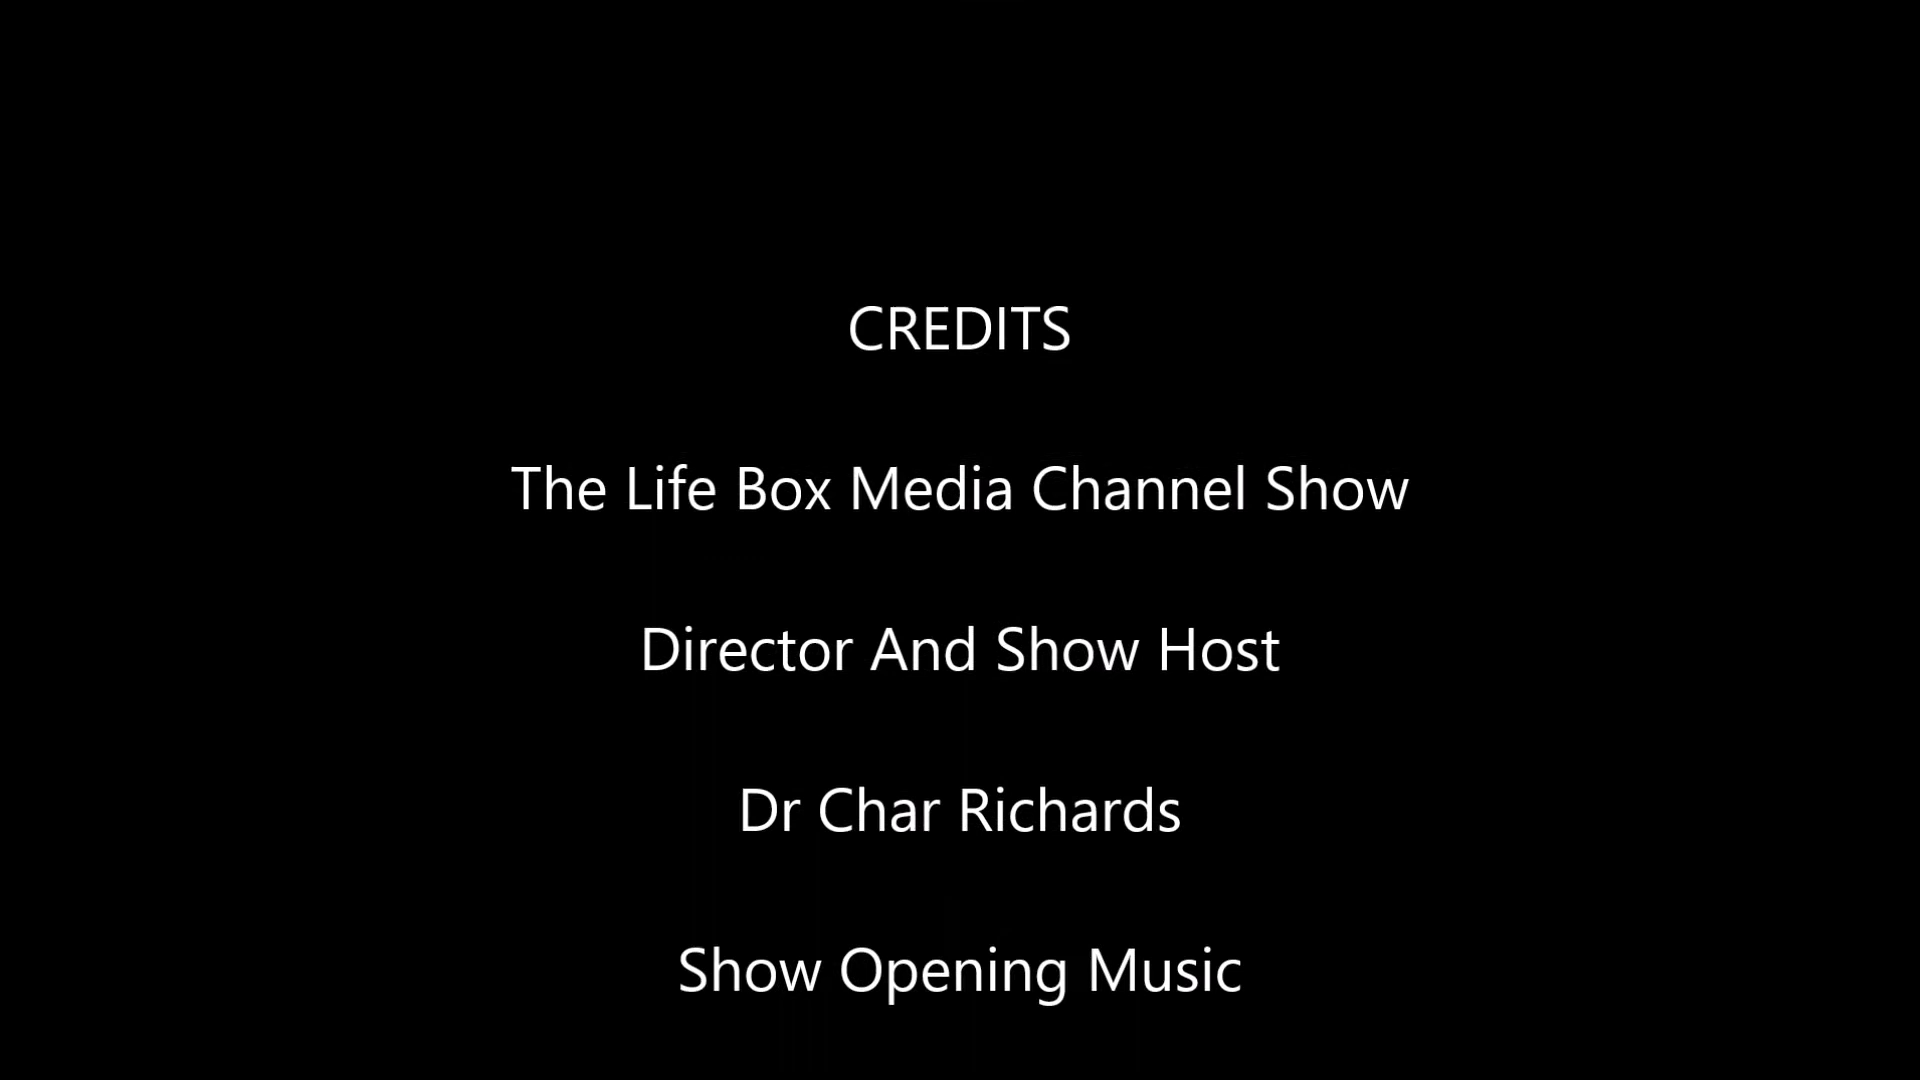 CREDITS
The Life Box Media Channel Show
Director And Show Host
Dr Char Richards
Show Opening Music